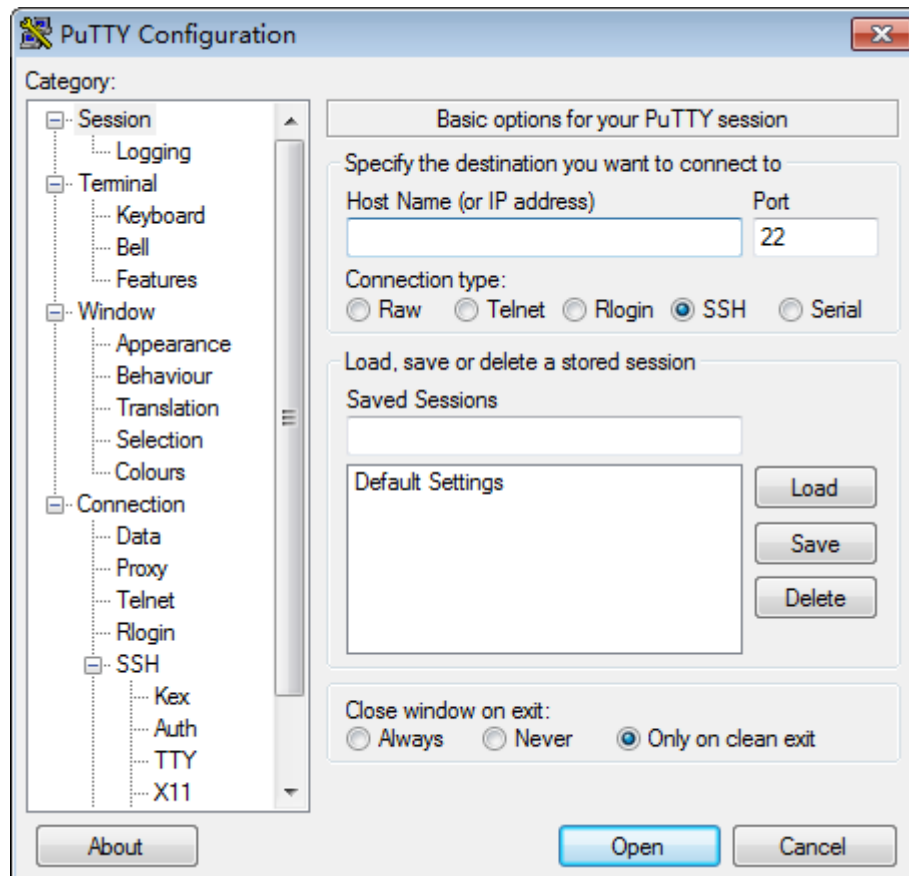 PuTTY Configuration
Category:
Session
Logging
Terminal
Keyboard
Bell
Features
Window
Appearance
Behaviour
Translation
Selection
Colours
Connection
Data
Proxy
Telnet
Rlogin
SSH
Kex
Auth
TTY
X11
Basic options for your PuTTY session
Specify the destination you want to connect to
Host Name (or IP address) Port
22
Connection type:
Raw Telnet Rlogin SSH Serial
Load, save or delete a stored session
Saved Sessions
Default Settings
Load
Save
Delete
Close window on exit:
Always Never Only on clean exit
About Open Cancel